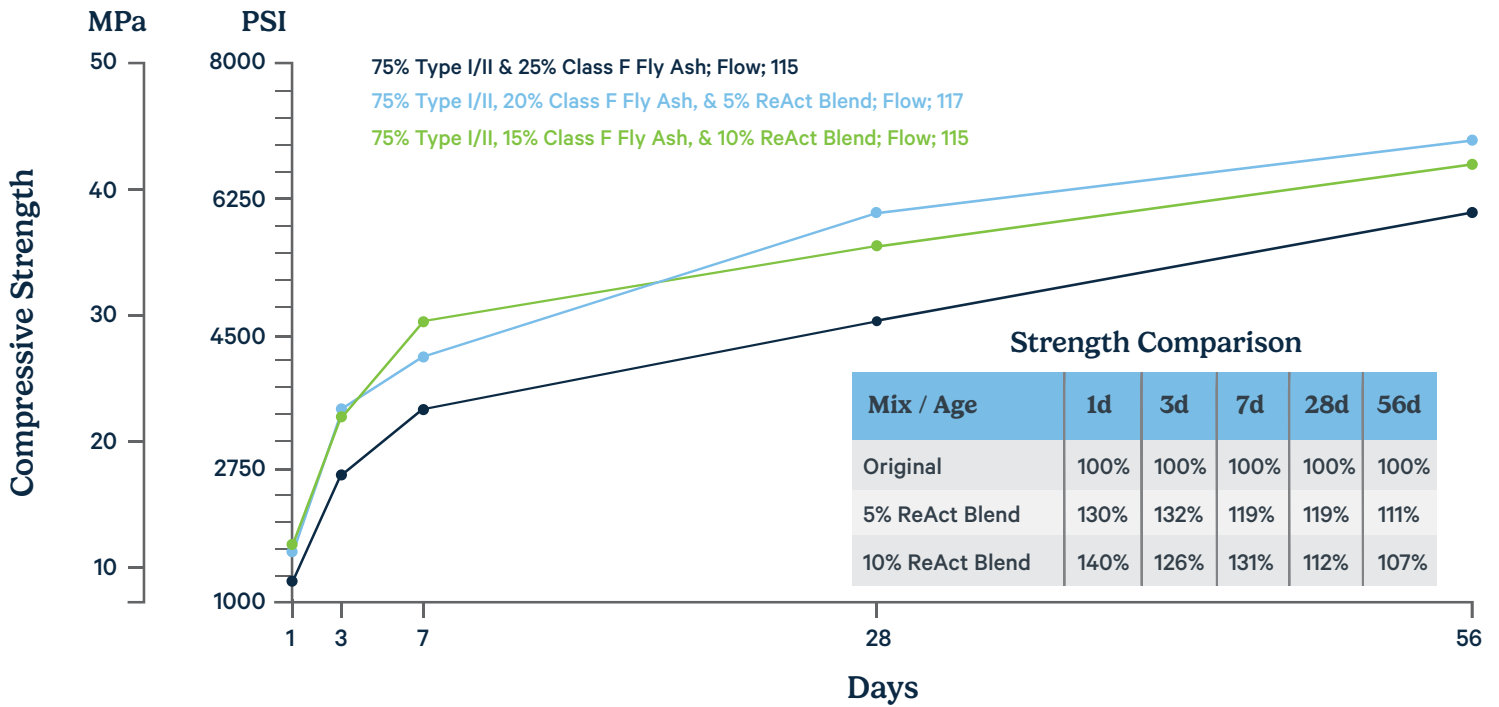 MPa PSI
50 8000
75% Type I/II & 25% Class F Fly Ash; Flow; 115
75% Type I/II, 20% Class F Fly Ash, & 5% ReAct Blend; Flow; 117
75% Type I/II, 15% Class F Fly Ash, & 10% ReAct Blend; Flow; 115
40 6250
30 4500
20 2750
10 1000
Compressive Strength
Strength Comparison
Mix / Age 1d 3d 7d 28d 56d
Original 100% 100% 100% 100% 100%
5% ReAct Blend 130% 132% 119% 119% 111%
10% ReAct Blend 140% 126% 131% 112% 107%
1 3 7 28 56
Days